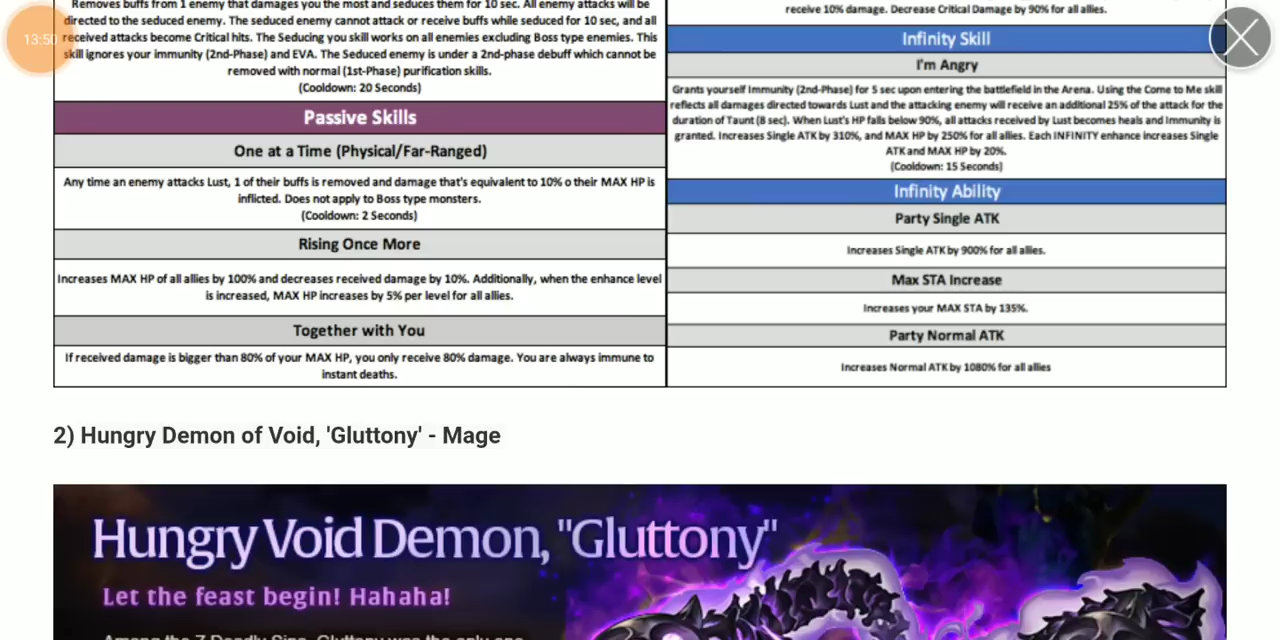 Removes buffs from 1 enemy that damages you the most and seduces them for 10 sec. All enemy attacks will be
directed to the seduced enemy. The seduced enemy cannot attack or receive buffs while seduced for 10 sec, and all
received attacks become Critical hits. The Seducing you skill works on all enemies excluding Boss type enemies. This
skill ignores your immunity (2nd-Phase) and EVA. The Seduced enemy is under a 2nd-phase debuff which cannot be
removed with normal (1st-Phase) purification skills.
(Cooldown: 20 Seconds)
13:50
Passive Skills
One at a Time (Physical/Far-Ranged)
Any time an enemy attacks Lust, 1 of their buffs is removed and damage that's equivalent to 10% o their MAX HP is
inflicted. Does not apply to Boss type monsters.
(Cooldown: 2 Seconds)
Rising Once More
Increases MAX HP of all allies by 100% and decreases received damage by 10%. Additionally, when the enhance level
is increased, MAX HP increases by 5% per level for all allies.
Together with You
If received damage is bigger than 80% of your MAX HP, you only receive 80% damage. You are always immune to
instant deaths.
receive 10% damage. Decrease Critical Damage by 90% for all allies.
Infinity Skill
I'm Angry
Grants yourself Immunity (2nd-Phase) for 5 sec upon entering the battlefield in the Arena. Using the Come to Me skill
reflects all damages directed towards Lust and the attacking enemy will receive an additional 25% of the attack for the
duration of Taunt (8 sec). When Lust's HP falls below 90%, all attacks received by Lust becomes heals and Immunity is
granted. Increases Single ATK by 310%, and MAX HP by 250% for all allies. Each INFINITY enhance increases Single
ATK and MAX HP by 20%.
(Cooldown: 15 Seconds)
Infinity Ability
Party Single ATK
Increases Single ATK by 900% for all allies.
Max STA Increase
Increases your MAX STA by 135%.
Party Normal ATK
Increases Normal ATK by 1080% for all allies
2) Hungry Demon of Void, 'Gluttony' - Mage
Hungry Void Demon, "Gluttony"
Let the feast begin! Hahaha!
Among the 7 Deadly Sins, Gluttony was the only one